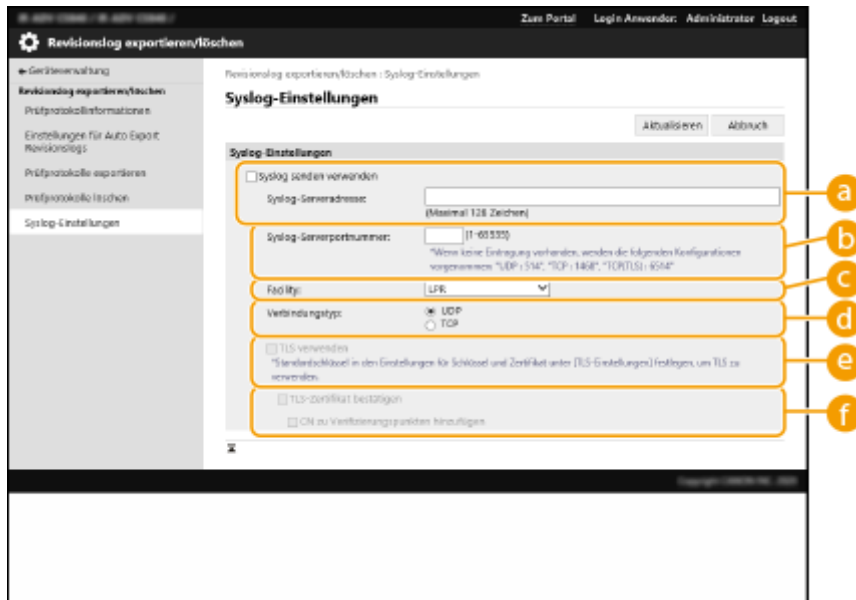 Zum Portal Login Anwender: Administrator Logout
Revisionslog exportieren/löschen
Geräteverwaltung
Revisionslog exportieren/löschen : Syslog-Einstellungen
Revisionslog exportieren/löschen
Syslog-Einstellungen
Prüfprotokollinformationen
Einstellungen für Auto Export
Revisionslogs
Aktualisieren Abbruch
Prüfprotokolle exportieren
Prüfprotokolle löschen
Syslog-Einstellungen
Syslog-Einstellungen
Syslog senden verwenden
Syslog-Serveradresse:
(Maximal 128 Zeichen)
a
Syslog-Serverportnummer: (1-65535)
*Wenn keine Eintragung vorhanden, werden die folgenden Konfigurationen
vorgenommen: "UDP : 514", "TCP : 1468", "TCP(TLS) : 6514"
b
Facility: LPR
c
Verbindungstyp: UDP
TCP
d
TLS verwenden
*Standardschlüssel in den Einstellungen für Schlüssel und Zertifikat unter [TLS-Einstellungen] festlegen, um TLS zu
verwenden.
e
TLS-Zertifikat bestätigen
CN zu Verifizierungspunkten hinzufügen
f